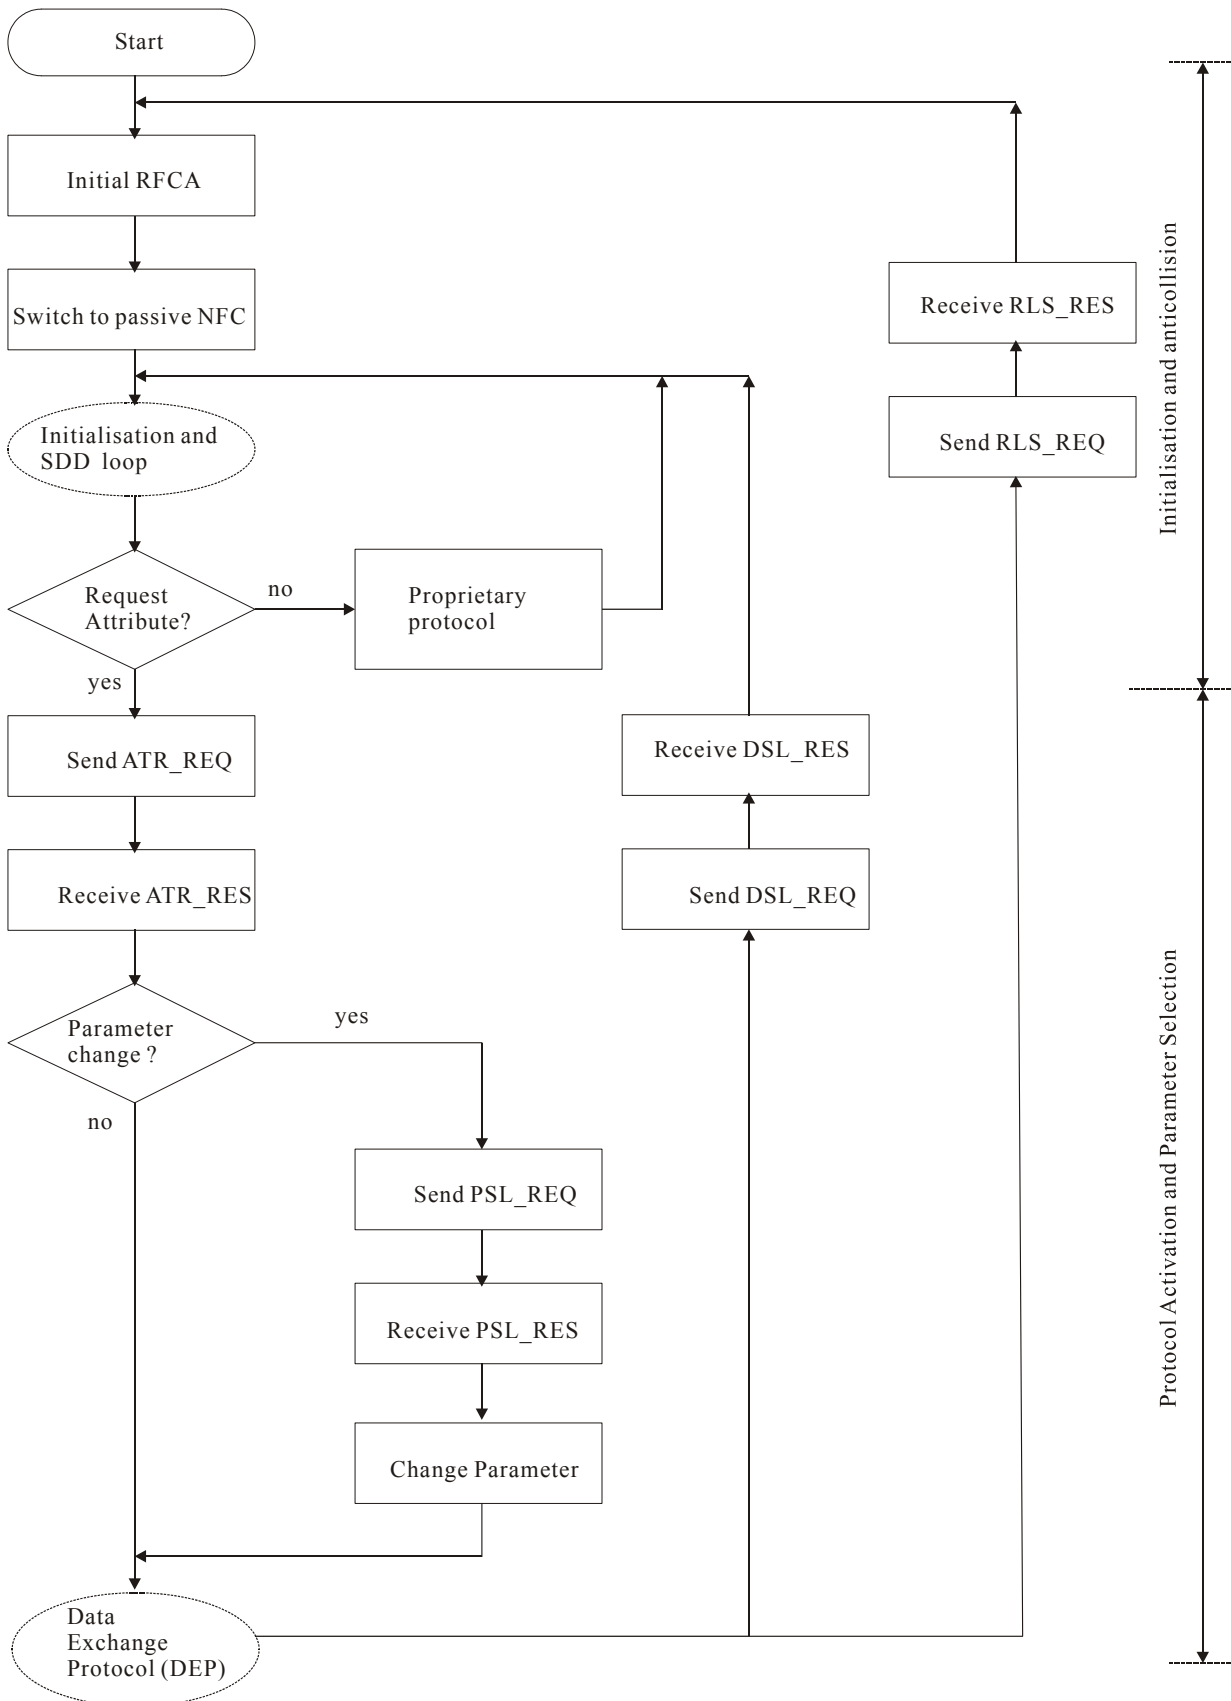 Start
Initial RFCA
Switch to passive NFC
Initialisation and
SDD loop
Request
Attribute?
no
yes
Proprietary
protocol
Send ATR_REQ
Receive ATR_RES
Parameter
change ?
yes
no
Send PSL_REQ
Receive PSL_RES
Change Parameter
Data
Exchange
Protocol (DEP)
Receive DSL_RES
Send DSL_REQ
Receive RLS_RES
Send RLS_REQ
Initialisation and anticollision
Protocol Activation and Parameter Selection